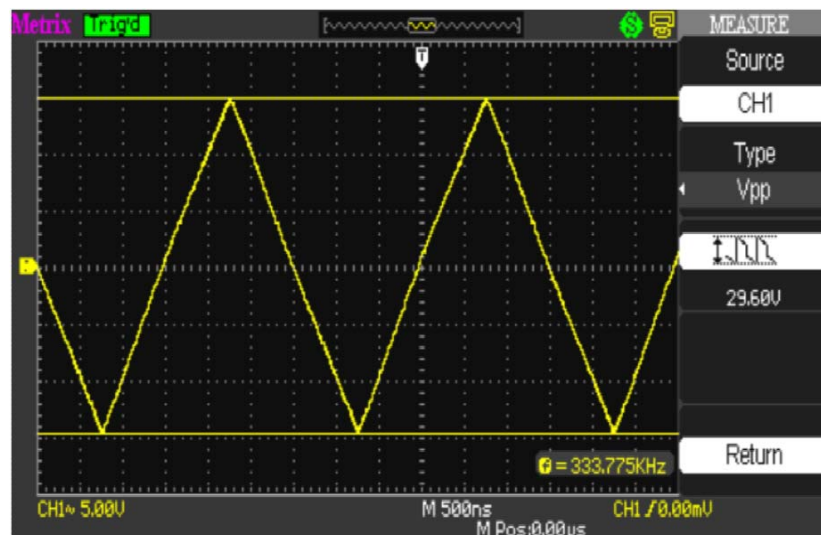 Metrix Trig'd
T
MEASURE
Source
CH1
Type
Vpp
29.60V
Return
f = 333.775KHz
CH1~ 5.00V M 500ns CH1 / 0.00mV
M Pos:0.00µs